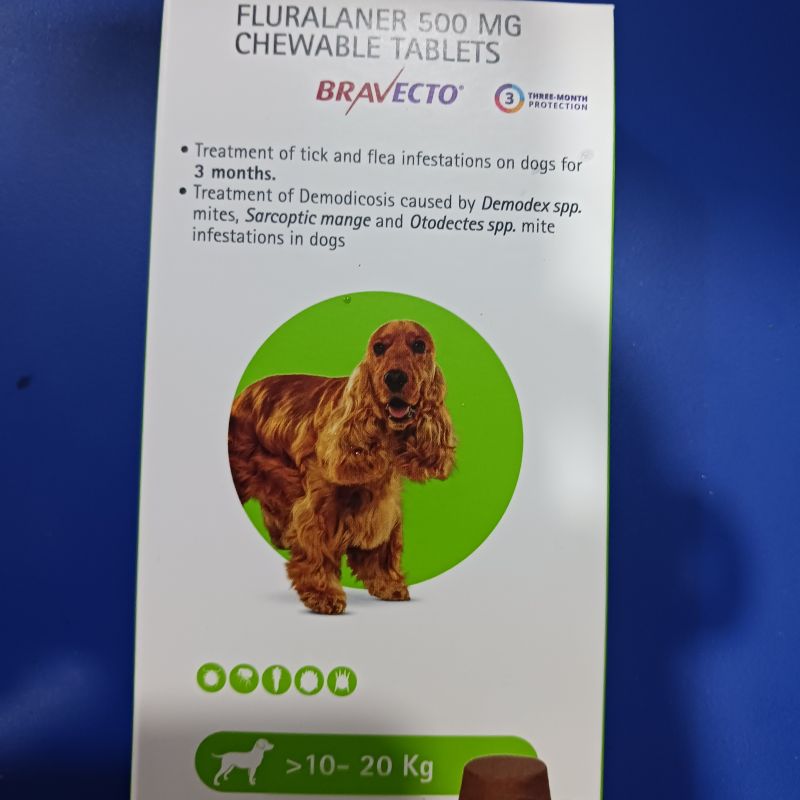 FLURALANER 500 MG
CHEWABLE TABLETS
BRAVECTO®
3 THREE-MONTH
PROTECTION
• Treatment of tick and flea infestations on dogs for
3 months.
• Treatment of Demodicosis caused by Demodex spp.
mites, Sarcoptic mange and Otodectes spp. mite
infestations in dogs
>10– 20 Kg